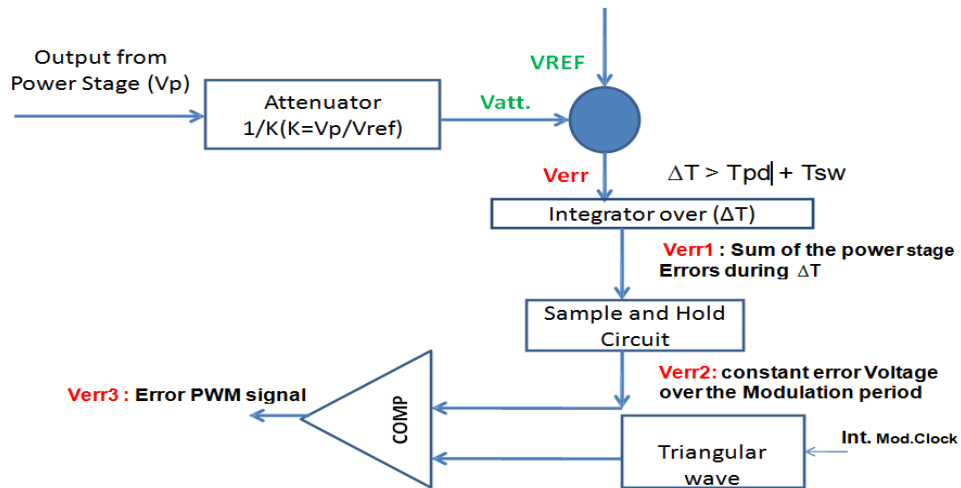 Output from
Power Stage (Vp)
VREF
Attenuator
1/K(K=Vp/Vref)
Vatt.
Verr
ΔT > Tpd + Tsw
Integrator over (ΔT)
Verr1 : Sum of the power stage
Errors during ΔT
Sample and Hold
Circuit
Verr2: constant error Voltage
over the Modulation period
Verr3 : Error PWM signal
COMP
Triangular
wave
Int. Mod.Clock